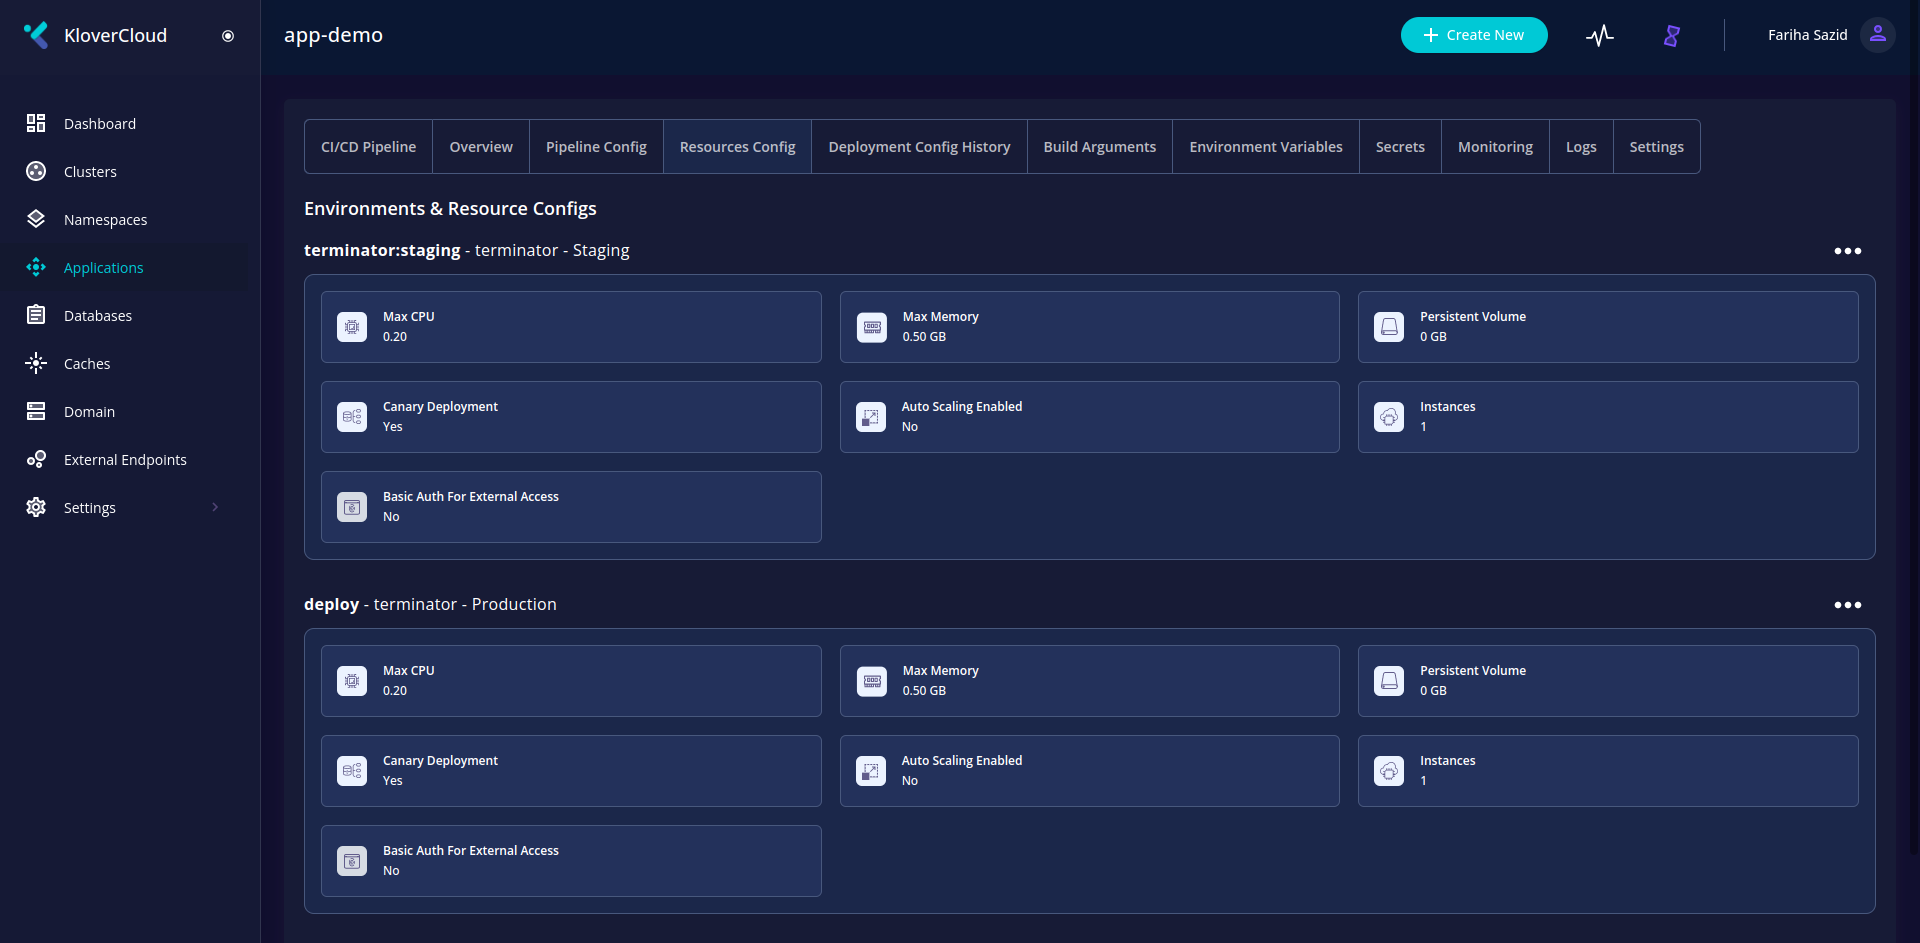 KloverCloud
app-demo
Create New
Fariha Sazid
Dashboard
Clusters
Namespaces
Applications
Databases
Caches
Domain
External Endpoints
Settings
CI/CD Pipeline Overview Pipeline Config Resources Config Deployment Config History Build Arguments Environment Variables Secrets Monitoring Logs Settings
Environments & Resource Configs
terminator:staging - terminator - Staging
Max CPU
0.20
Max Memory
0.50 GB
Persistent Volume
0 GB
Canary Deployment
Yes
Auto Scaling Enabled
No
Instances
1
Basic Auth For External Access
No
deploy - terminator - Production
Max CPU
0.20
Max Memory
0.50 GB
Persistent Volume
0 GB
Canary Deployment
Yes
Auto Scaling Enabled
No
Instances
1
Basic Auth For External Access
No